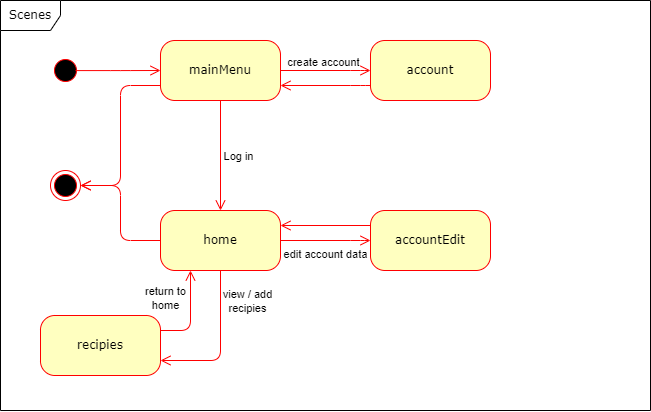 Scenes
mainMenu
create account
account
Log in
home
edit account data
accountEdit
return to
home
view / add
recipies
recipies